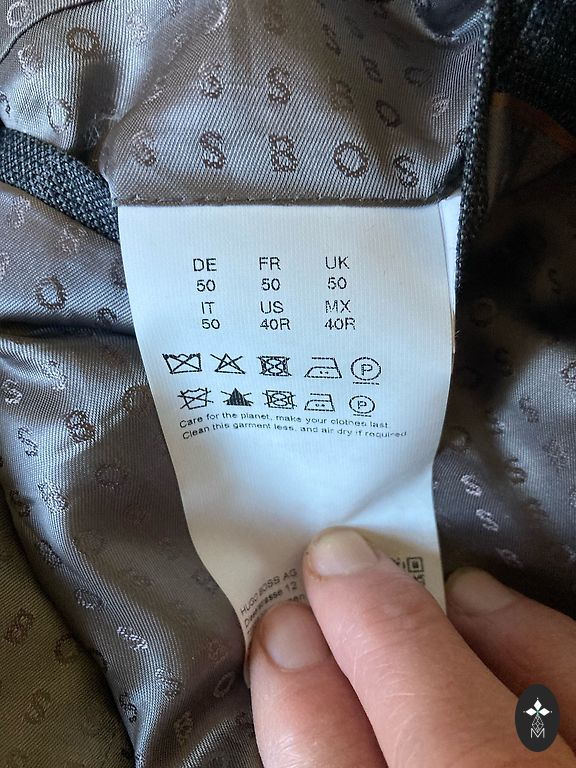 S S B O S
DE FR UK
50 50 50
IT US MX
50 40R 40R
P
P
Care for the planet, make your clothes last.
Clean this garment less, and air dry if required.
HUGO BOSS AG
12
M